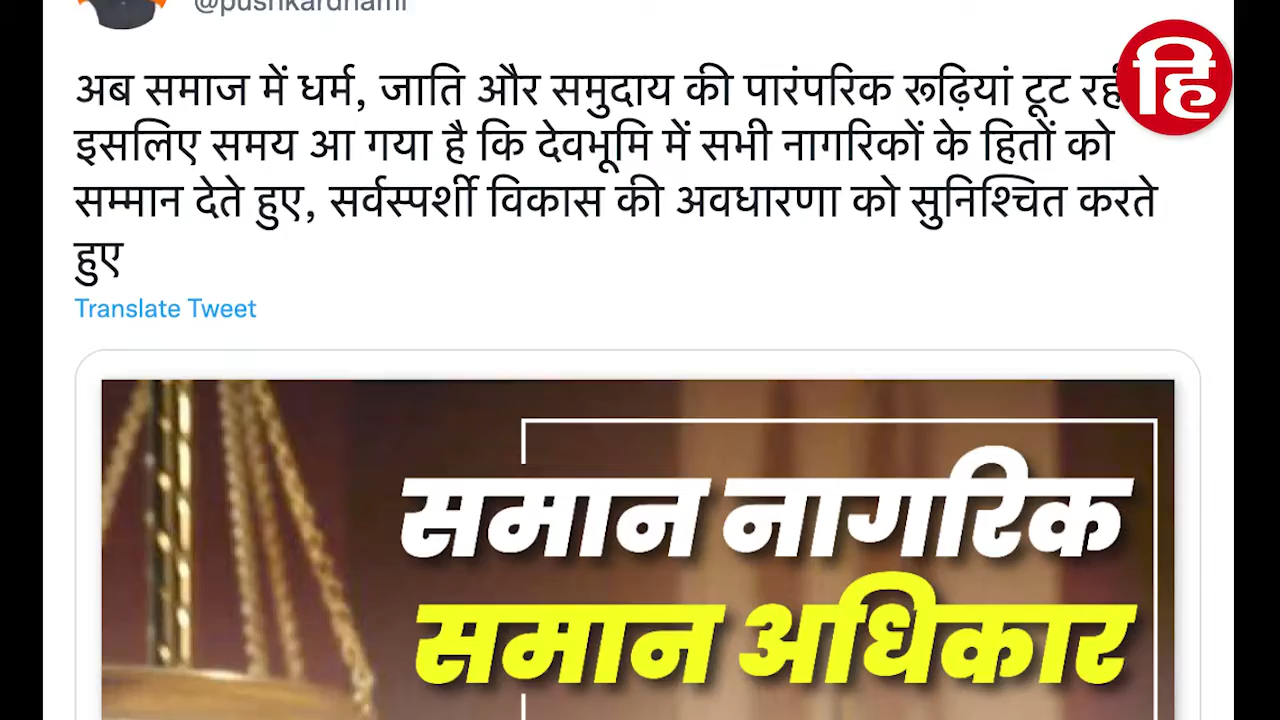 @pushkardhami
अब समाज में धर्म, जाति और समुदाय की पारंपरिक रूढ़ियां टूट
हि
इसलिए समय आ गया है कि देवभूमि में सभी नागरिकों के हितों को
सम्मान देते हुए, सर्वस्पर्शी विकास की अवधारणा को सुनिश्चित करते
हुए
Translate Tweet
समान नागरिक
समान अधिकार